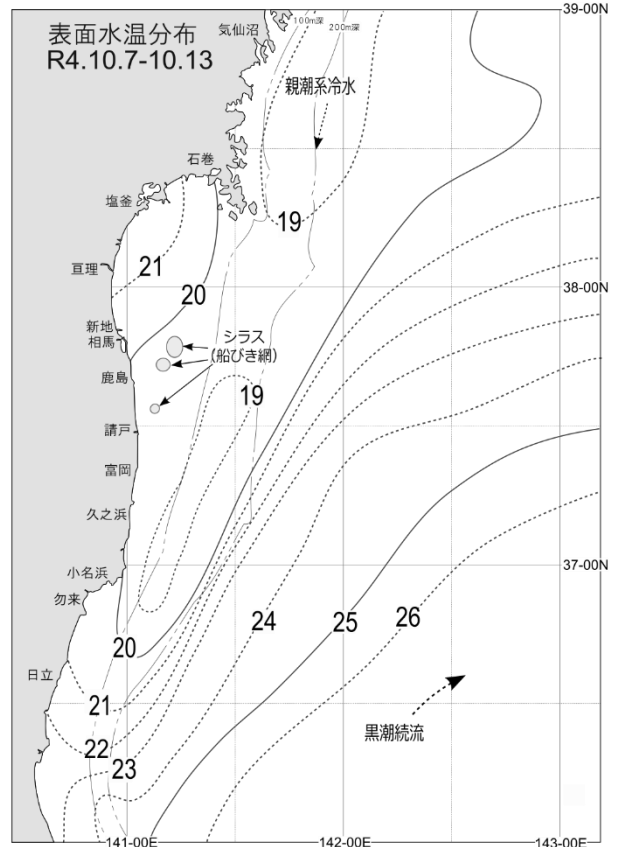 39-00N
表面水温分布
R4.10.7-10.13
気仙沼
100m深
200m深
親潮系冷水
石巻
塩釜
19
21
亘理
20
38-00N
新地
相馬
シラス
(船びき網)
鹿島
19
請戸
富岡
久之浜
37-00N
小名浜
勿来
24
25
26
20
日立
21
黒潮続流
22
23
141-00E
142-00E
143-00E